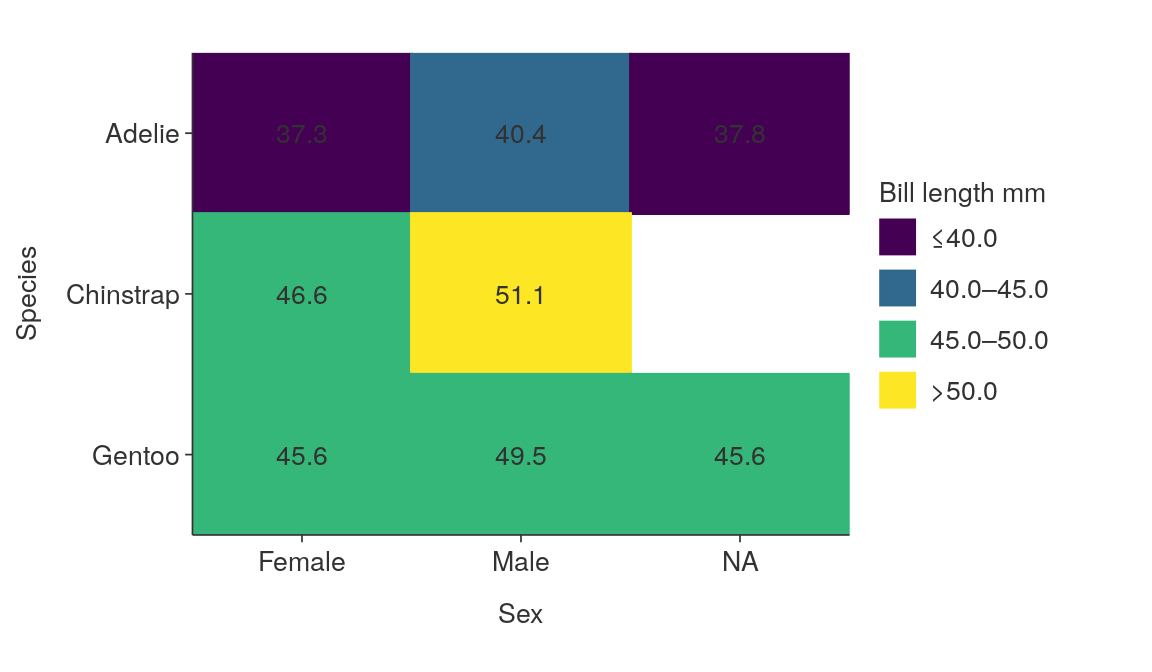 Species
Adelie
37.3 40.4 37.8
Chinstrap
46.6 51.1
Gentoo
45.6 49.5 45.6
Female Male NA
Sex
Bill length mm
≤40.0
40.0–45.0
45.0–50.0
>50.0